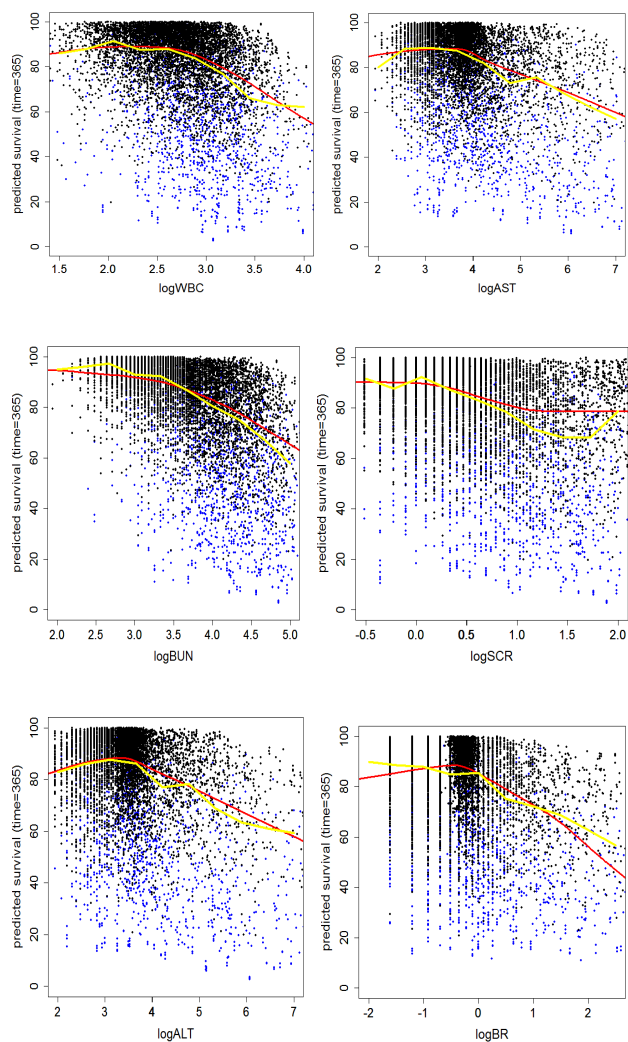 predicted survival (time=365)
100
80
60
40
20
0
1.5 2.0 2.5 3.0 3.5 4.0
logWBC
predicted survival (time=365)
100
80
60
40
20
0
2 3 4 5 6 7
logAST
predicted survival (time=365)
100
80
60
40
20
0
2.0 2.5 3.0 3.5 4.0 4.5 5.0
logBUN
predicted survival (time=365)
100
80
60
40
20
0
-0.5 0.0 0.5 1.0 1.5 2.0
logSCR
predicted survival (time=365)
100
80
60
40
20
0
2 3 4 5 6 7
logALT
predicted survival (time=365)
100
80
60
40
20
0
-2 -1 0 1 2
logBR